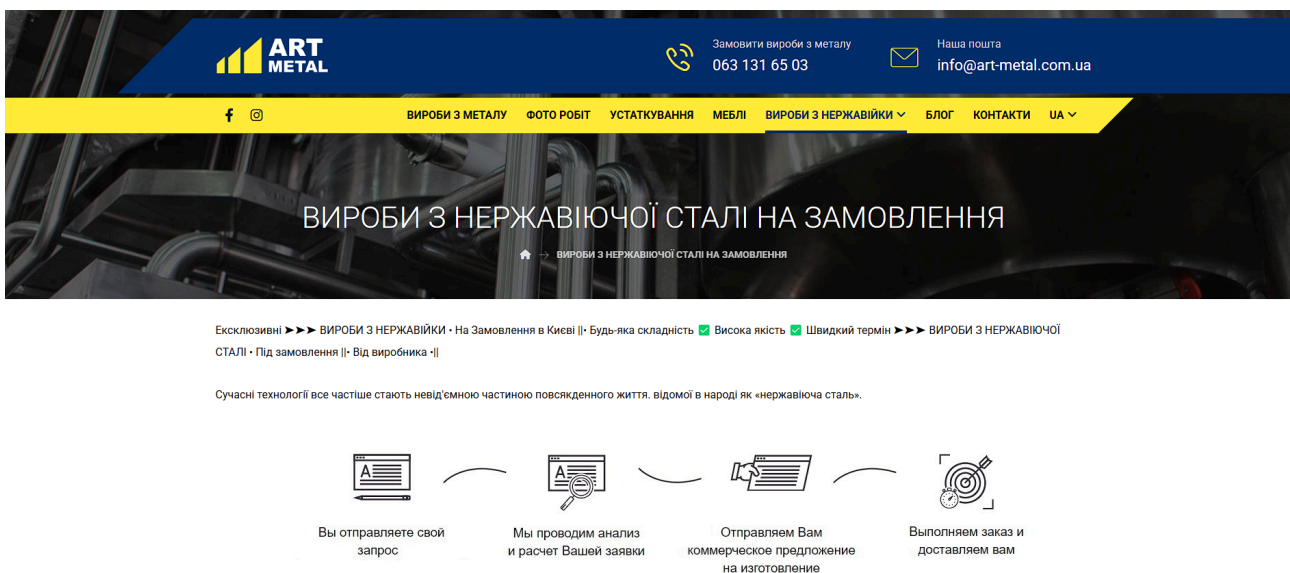 ART
METAL
Замовити вироби з металу
063 131 65 03
Наша пошта
info@art-metal.com.ua
ВИРОБИ З МЕТАЛУ ФОТО РОБІТ УСТАТКУВАННЯ МЕБЛІ ВИРОБИ З НЕРЖАВІЙКИ БЛОГ КОНТАКТИ UA
ВИРОБИ З НЕРЖАВІЮЧОЇ СТАЛІ НА ЗАМОВЛЕННЯ
→ ВИРОБИ З НЕРЖАВІЮЧОЇ СТАЛІ НА ЗАМОВЛЕННЯ
Ексклюзивні ➤➤➤ ВИРОБИ З НЕРЖАВІЙКИ • На Замовлення в Києві ||• Будь-яка складність ✅ Висока якість ✅ Швидкий термін ➤➤➤ ВИРОБИ З НЕРЖАВІЮЧОЇ
СТАЛІ • Під замовлення ||• Від виробника •||
Сучасні технології все частіше стають невід'ємною частиною повсякденного життя. відомої в народі як «нержавіюча сталь».
Вы отправляете свой
запрос
Мы проводим анализ
и расчет Вашей заявки
Отправляем Вам
коммерческое предложение
на изготовление
Выполняем заказ и
доставляем вам